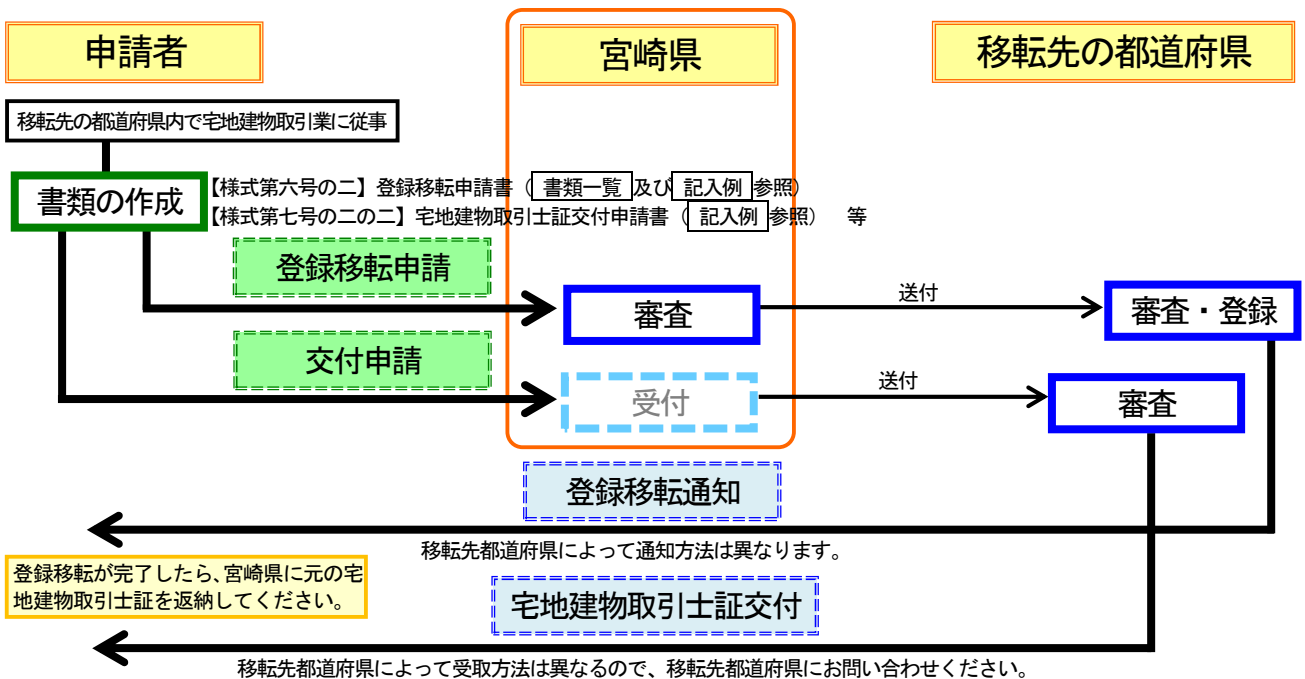 申請者
宮崎県
移転先の都道府県
移転先の都道府県内で宅地建物取引業に従事
書類の作成
【様式第六号の二】登録移転申請書（ 書類一覧 及び 記入例 参照）
【様式第七号の二の二】宅地建物取引士証交付申請書（ 記入例 参照） 等
登録移転申請
審査
送付
審査・登録
交付申請
受付
送付
審査
登録移転通知
移転先都道府県によって通知方法は異なります。
登録移転が完了したら、宮崎県に元の宅
地建物取引士証を返納してください。
宅地建物取引士証交付
移転先都道府県によって受取方法は異なるので、移転先都道府県にお問い合わせください。